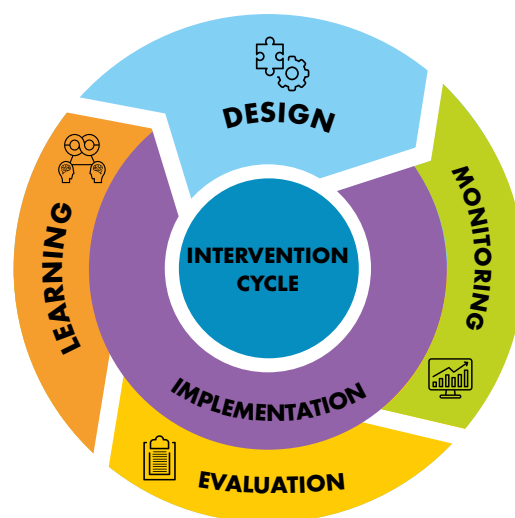 DESIGN
MONITORING
INTERVENTION
CYCLE
LEARNING
IMPLEMENTATION
EVALUATION